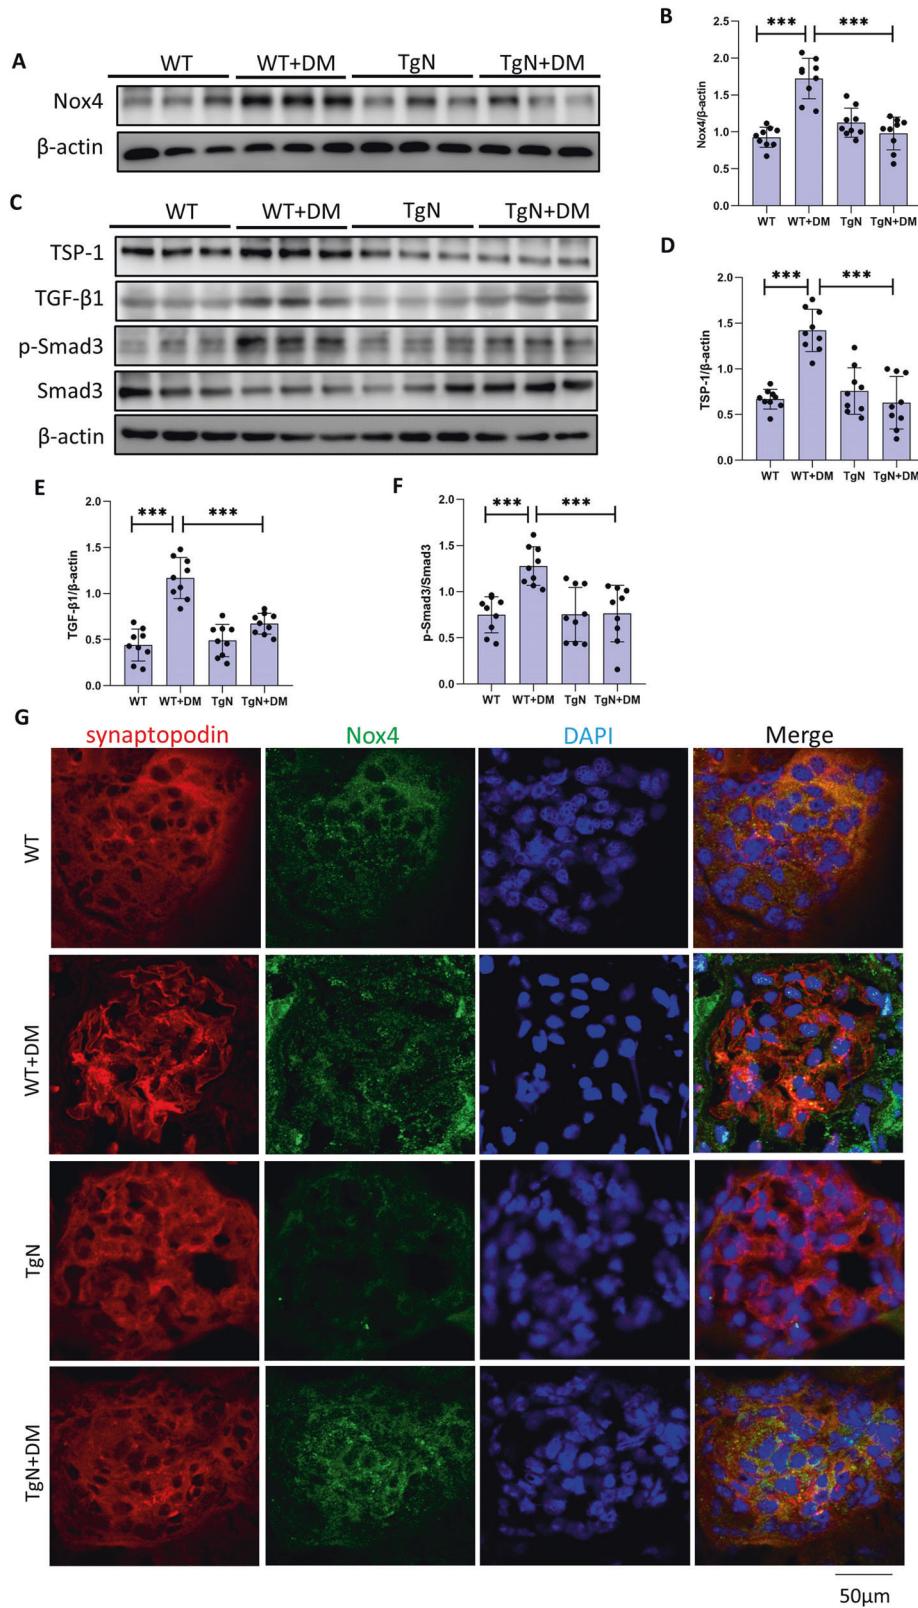 A
WT WT+DM TgN TgN+DM
Nox4
β-actin
B
Nox4/β-actin
2.5
2.0
1.5
1.0
0.5
0.0
*** ***
WT WT+DM TgN TgN+DM
C
WT WT+DM TgN TgN+DM
TSP-1
TGF-β1
p-Smad3
Smad3
β-actin
D
TSP-1/β-actin
2.0
1.5
1.0
0.5
0.0
*** ***
WT WT+DM TgN TgN+DM
E
TGF-β1/β-actin
2.0
1.5
1.0
0.5
0.0
*** ***
WT WT+DM TgN TgN+DM
F
p-Smad3/Smad3
2.0
1.5
1.0
0.5
0.0
*** ***
WT WT+DM TgN TgN+DM
G
synaptopodin Nox4 DAPI Merge
WT
WT+DM
TgN
TgN+DM
50μm